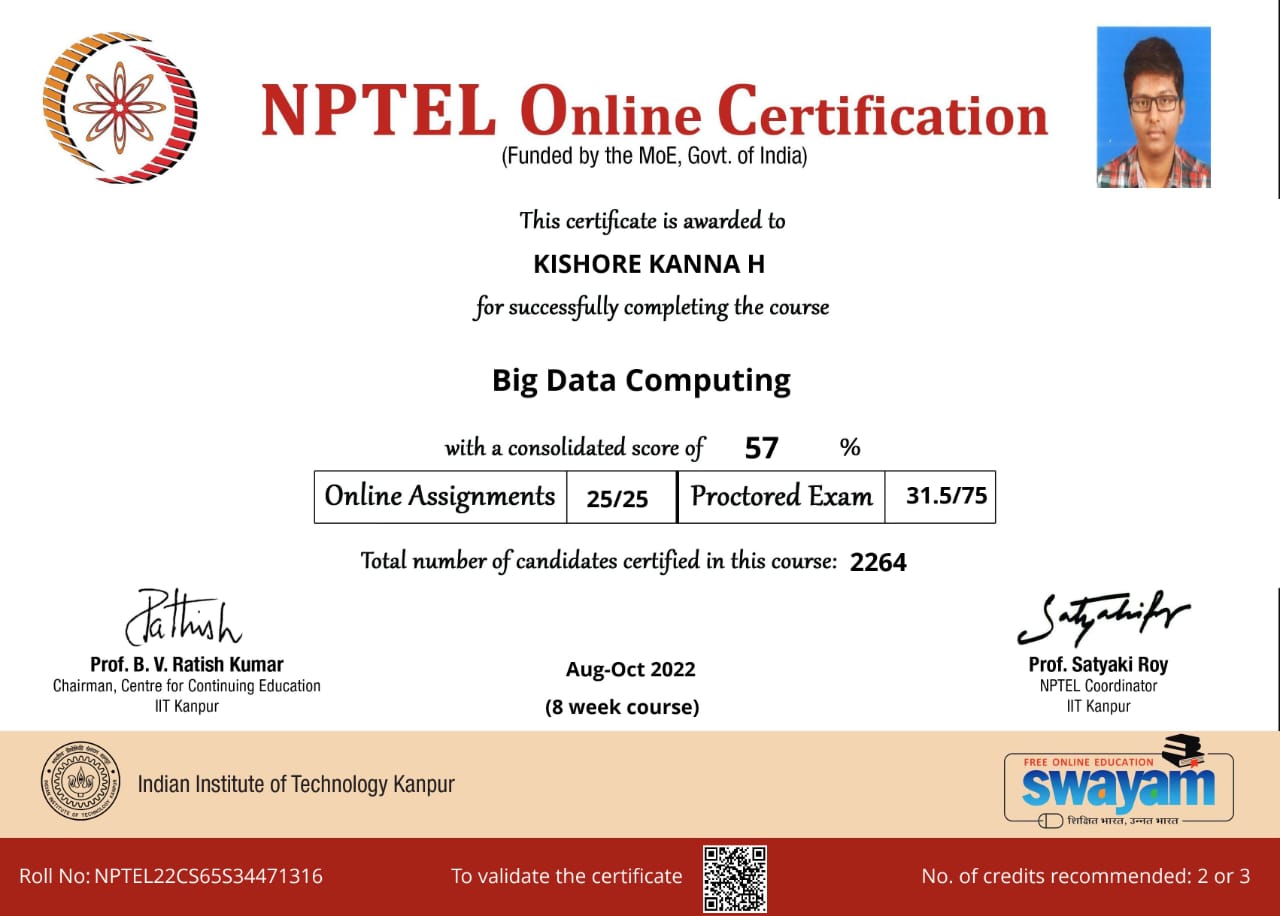 NPTEL Online Certification
(Funded by the MoE, Govt. of India)
This certificate is awarded to
KISHORE KANNA H
for successfully completing the course
Big Data Computing
with a consolidated score of 57 %
Online Assignments 25/25 Proctored Exam 31.5/75
Total number of candidates certified in this course: 2264
Prof. B. V. Ratish Kumar
Chairman, Centre for Continuing Education
IIT Kanpur
Aug-Oct 2022
(8 week course)
Prof. Satyaki Roy
NPTEL Coordinator
IIT Kanpur
Indian Institute of Technology Kanpur
FREE ONLINE EDUCATION
swayam
शिक्षित भारत, उन्नत भारत
Roll No: NPTEL22CS65S34471316
To validate the certificate
No. of credits recommended: 2 or 3